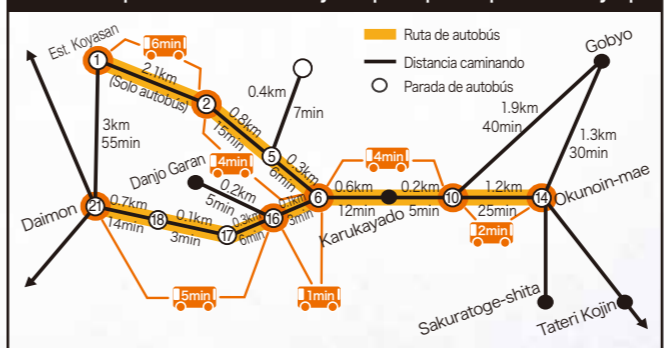 Ruta de autobús
Distancia caminando
Parada de autobús
Est. Koyasan
6min
1
2.1km
(Solo autobús)
2
0.4km
7min
Gobyo
1.9km
40min
1.3km
30min
3km
55min
0.8km
15min
5
0.3km
6min
4min
4min
Danjo Garan
0.2km
5min
0.1km
3min
6
0.6km
12min
Karukayado
0.2km
5min
10
1.2km
25min
14
Okunoin-mae
2min
Daimon
21
0.7km
14min
18
0.1km
3min
17
0.3km
6min
16
5min
1min
Sakuratoge-shita
Tateri Kojin